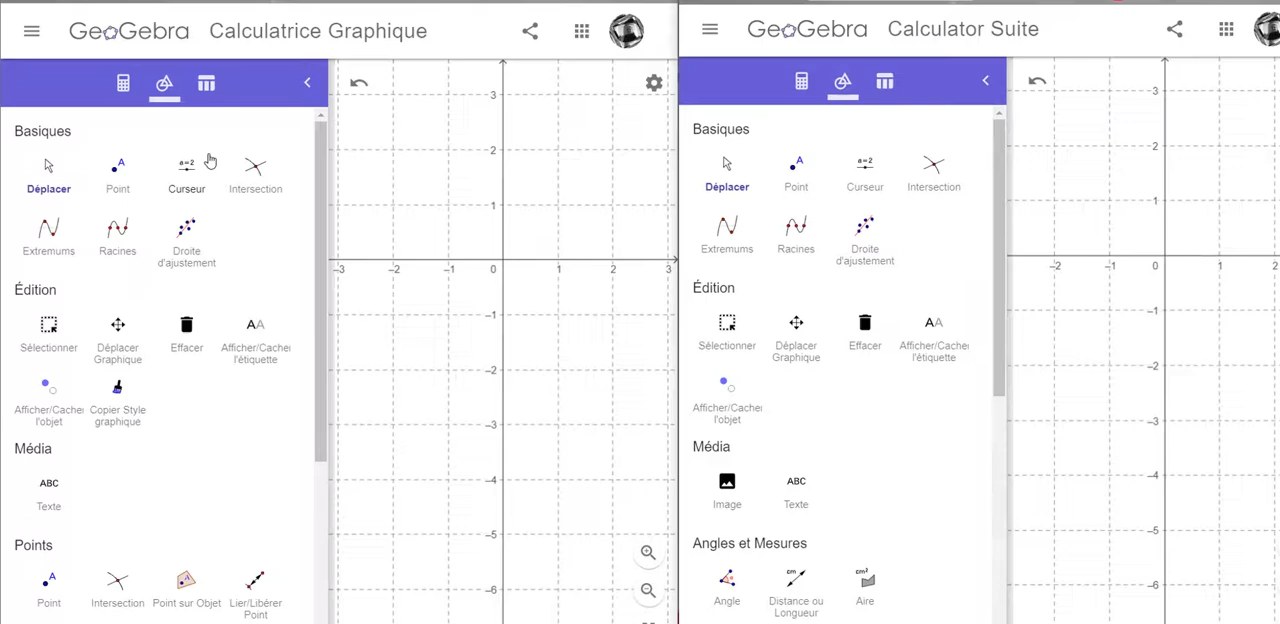 GeoGebra Calculatrice Graphique
Basiques
a=2
Déplacer
A
Point
Curseur
Intersection
Extremums
Racines
Droite
d'ajustement
Édition
Sélectionner
Déplacer
Graphique
Effacer
AA
Afficher/Cacher
l'étiquette
Afficher/Cacher
l'objet
Copier Style
graphique
Média
ABC
Texte
Points
A
Point
Intersection
Point sur Objet
Lier/Libérer
Point
3
2
1
–3 –2 –1 0 1 2 3
–1
–2
–3
–4
–5
–6
GeoGebra Calculator Suite
Basiques
a=2
Déplacer
A
Point
Curseur
Intersection
Extremums
Racines
Droite
d'ajustement
Édition
Sélectionner
Déplacer
Graphique
Effacer
AA
Afficher/Cacher
l'étiquette
Afficher/Cacher
l'objet
Média
Image
ABC
Texte
Angles et Mesures
Angle
cm
Distance ou
Longueur
cm²
Aire
3
2
1
–2 –1 0 1 2
–1
–2
–3
–4
–5
–6